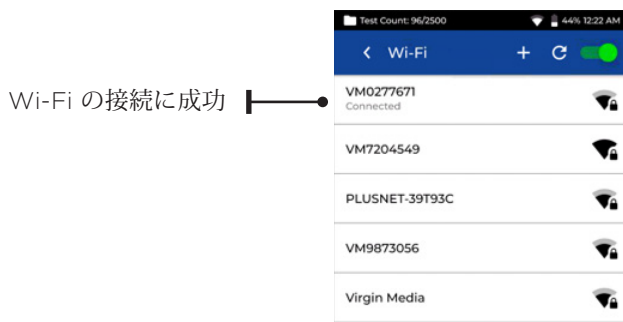 Test Count: 96/2500 44% 12:22 AM
Wi-Fi
Wi-Fi の接続に成功
VM0277671
Connected
VM7204549
PLUSNET-39T93C
VM9873056
Virgin Media